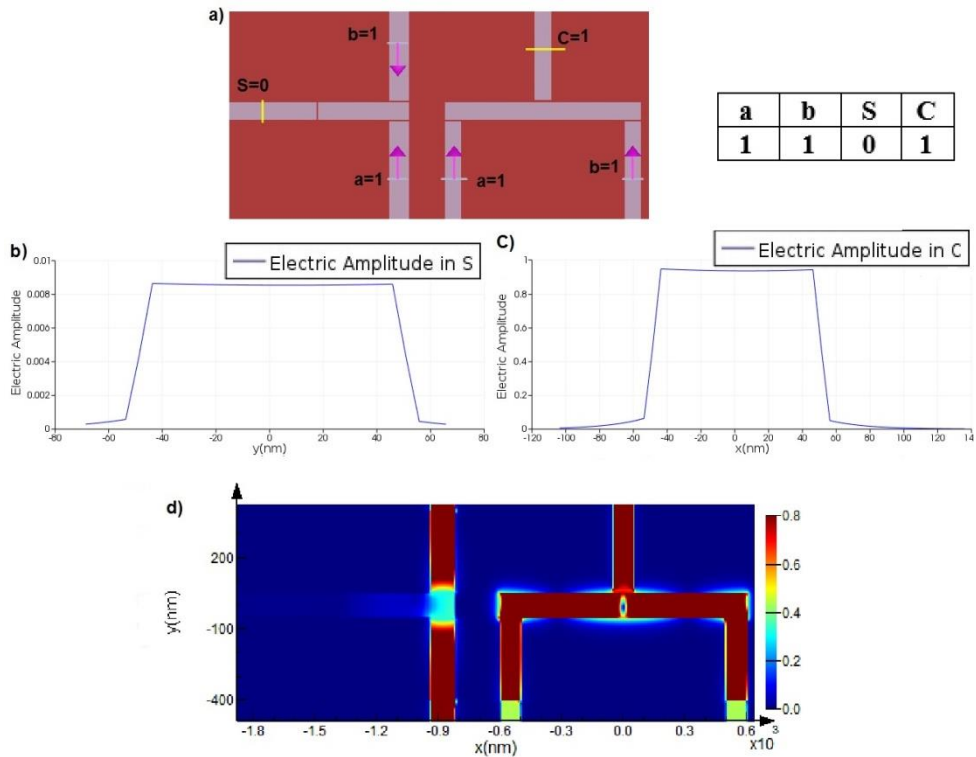 a)
b=1
C=1
S=0
a=1
a=1
b=1
a b S C
1 1 0 1
b)
Electric Amplitude in S
0.01
0.008
0.006
0.004
0.002
0
Electric Amplitude
-80 -60 -40 -20 0 20 40 60 80
y(nm)
C)
Electric Amplitude in C
1
0.8
0.6
0.4
0.2
0
Electric Amplitude
-120 -100 -80 -60 -40 -20 0 20 40 60 80 100 120 14
x(nm)
d)
200
-100
-400
y(nm)
-1.8 -1.5 -1.2 -0.9 -0.6 -0.3 0.0 0.3 0.6
x(nm)
x10³
0.8
0.6
0.4
0.2
0.0